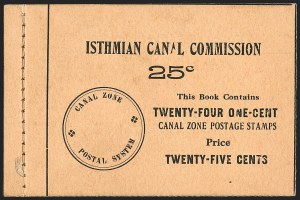 ISTHMIAN CANAL COMMISSION
25c
This Book Contains
TWENTY-FOUR ONE-CENT
CANAL ZONE POSTAGE STAMPS
Price
TWENTY-FIVE CENTS
CANAL ZONE
POSTAL SYSTEM